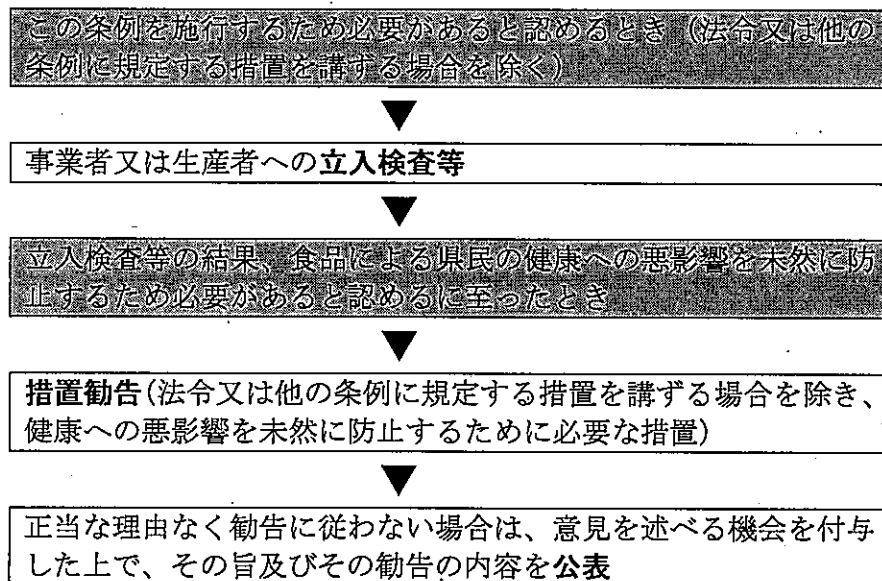 この条例を施行するため必要があると認めるとき（法令又は他の
条例に規定する措置を講ずる場合を除く）
▼
事業者又は生産者への立入検査等
▼
立入検査等の結果、食品による県民の健康への悪影響を未然に防
止するため必要があると認めるに至ったとき
▼
措置勧告(法令又は他の条例に規定する措置を講ずる場合を除き、
健康への悪影響を未然に防止するために必要な措置)
▼
正当な理由なく勧告に従わない場合は、意見を述べる機会を付与
した上で、その旨及びその勧告の内容を公表